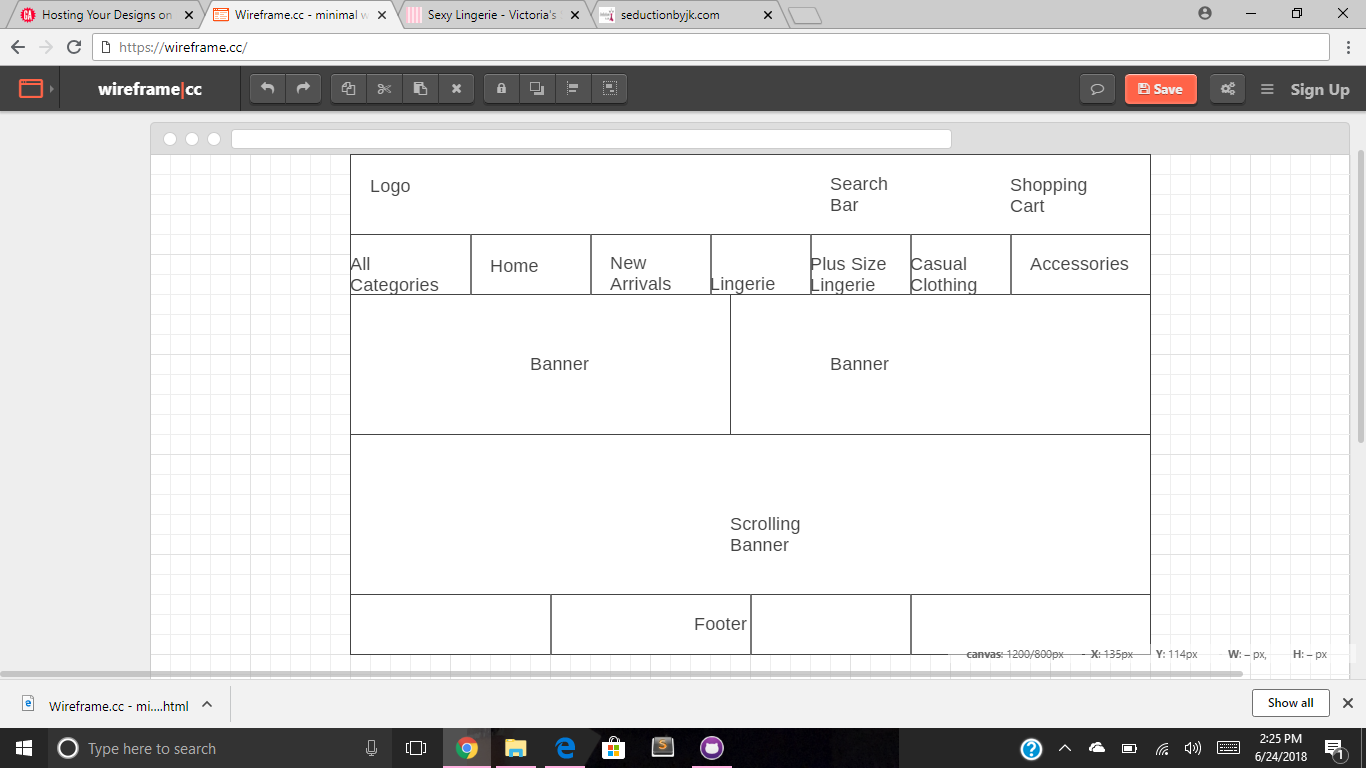 Hosting Your Designs on
Wireframe.cc - minimal w
Sexy Lingerie - Victoria's
seductionbyjk.com
https://wireframe.cc/
wireframe|cc
Save
Sign Up
Logo
Search
Bar
Shopping
Cart
All
Categories
Home
New
Arrivals
Lingerie
Plus Size
Lingerie
Casual
Clothing
Accessories
Banner
Banner
Scrolling
Banner
Footer
canvas: 1200/800px - X: 135px Y: 114px W: – px, H: – px
Wireframe.cc - mi....html
Show all
Type here to search
2:25 PM
6/24/2018
1